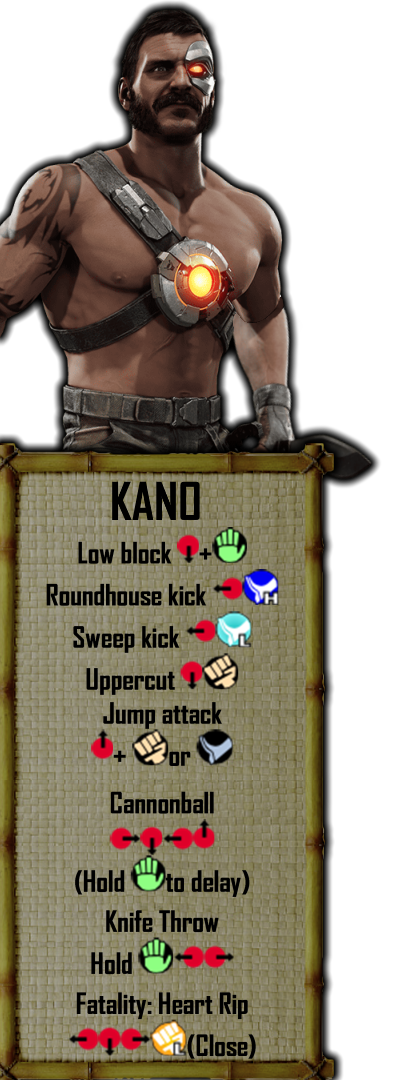 KANO
Low block +
Roundhouse kick H
Sweep kick L
Uppercut
Jump attack
+ or
Cannonball
(Hold to delay)
Knife Throw
Hold
Fatality: Heart Rip
L (Close)